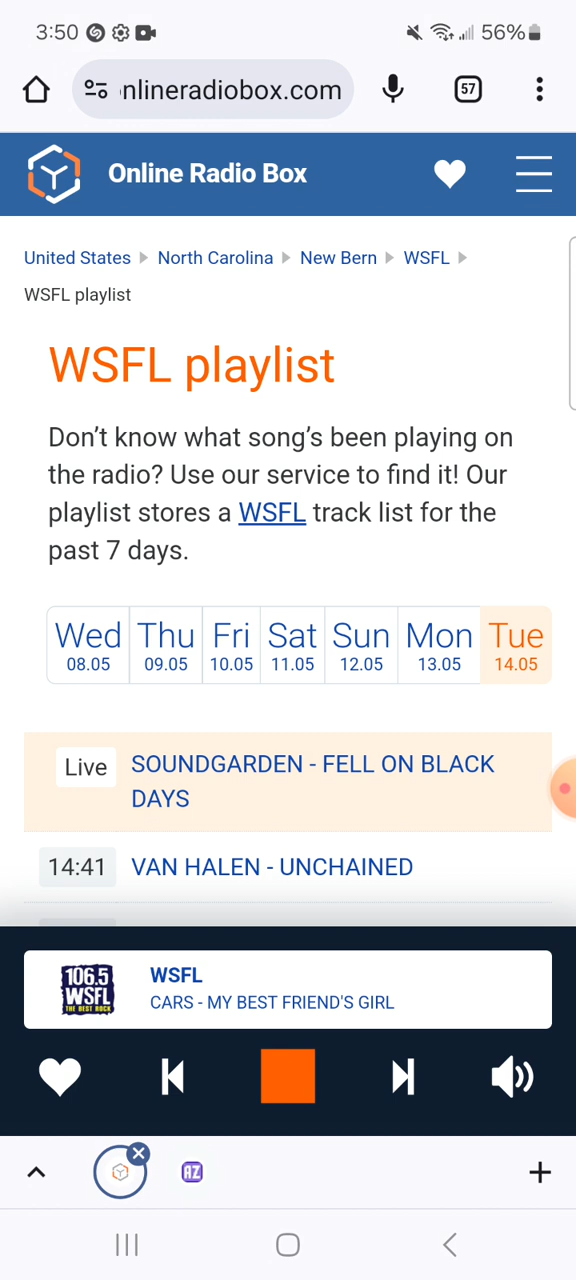 3:50 56%
nlineradiobox.com 57
Online Radio Box
United States North Carolina New Bern WSFL
WSFL playlist
WSFL playlist
Don't know what song's been playing on
the radio? Use our service to find it! Our
playlist stores a WSFL track list for the
past 7 days.
Wed Thu Fri Sat Sun Mon Tue
08.05 09.05 10.05 11.05 12.05 13.05 14.05
Live SOUNDGARDEN - FELL ON BLACK
DAYS
14:41 VAN HALEN - UNCHAINED
106.5
WSFL
THE BEST ROCK
WSFL
CARS - MY BEST FRIEND'S GIRL
AZ